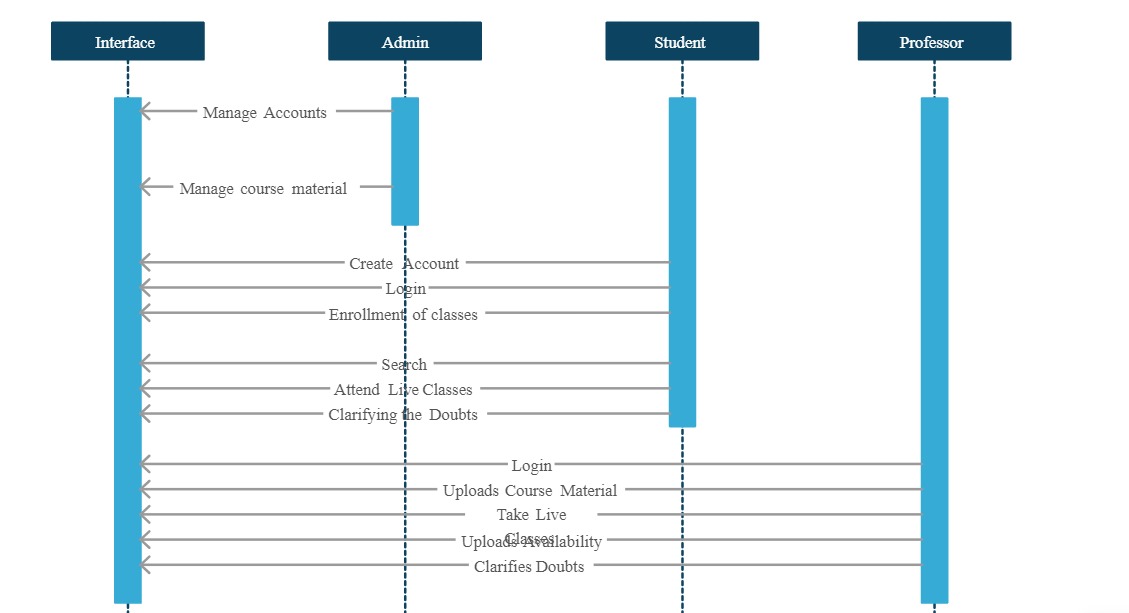 Interface Admin Student Professor
Manage Accounts
Manage course material
Create Account
Login
Enrollment of classes
Search
Attend Live Classes
Clarifying the Doubts
Login
Uploads Course Material
Take Live
Classes
Uploads Availability
Clarifies Doubts